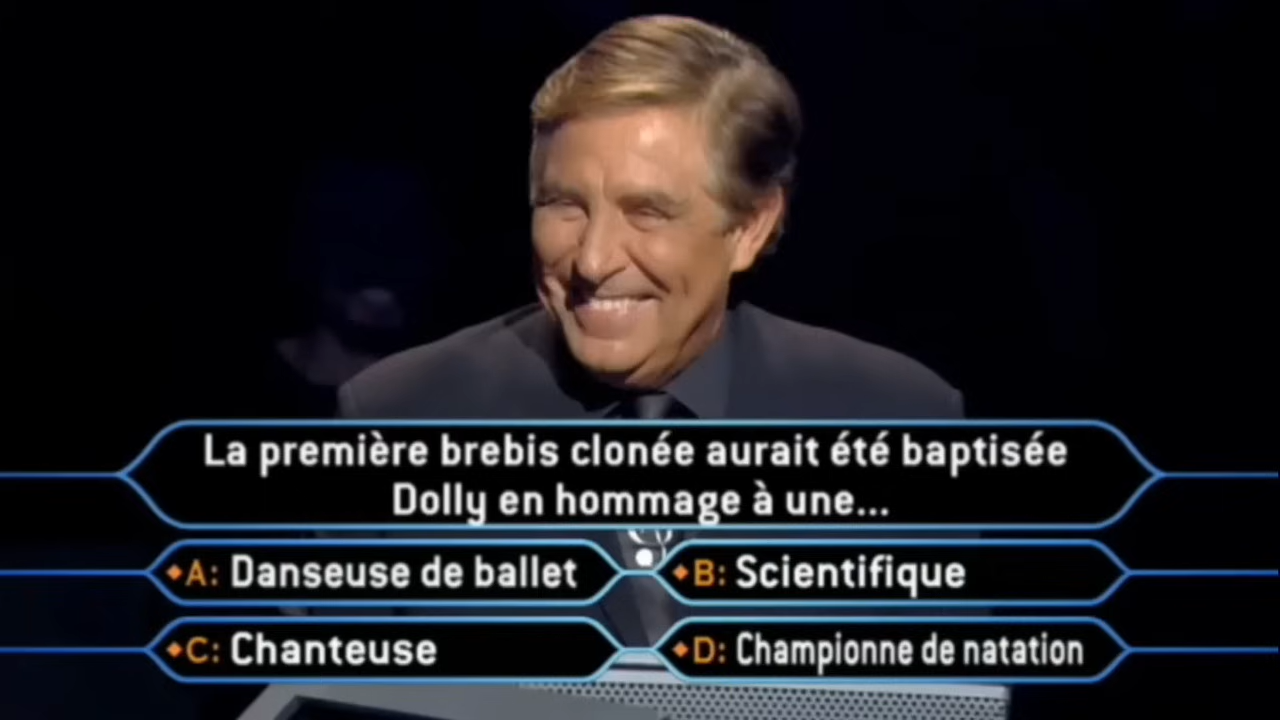 La première brebis clonée aurait été baptisée
Dolly en hommage à une...
A: Danseuse de ballet
B: Scientifique
C: Chanteuse
D: Championne de natation